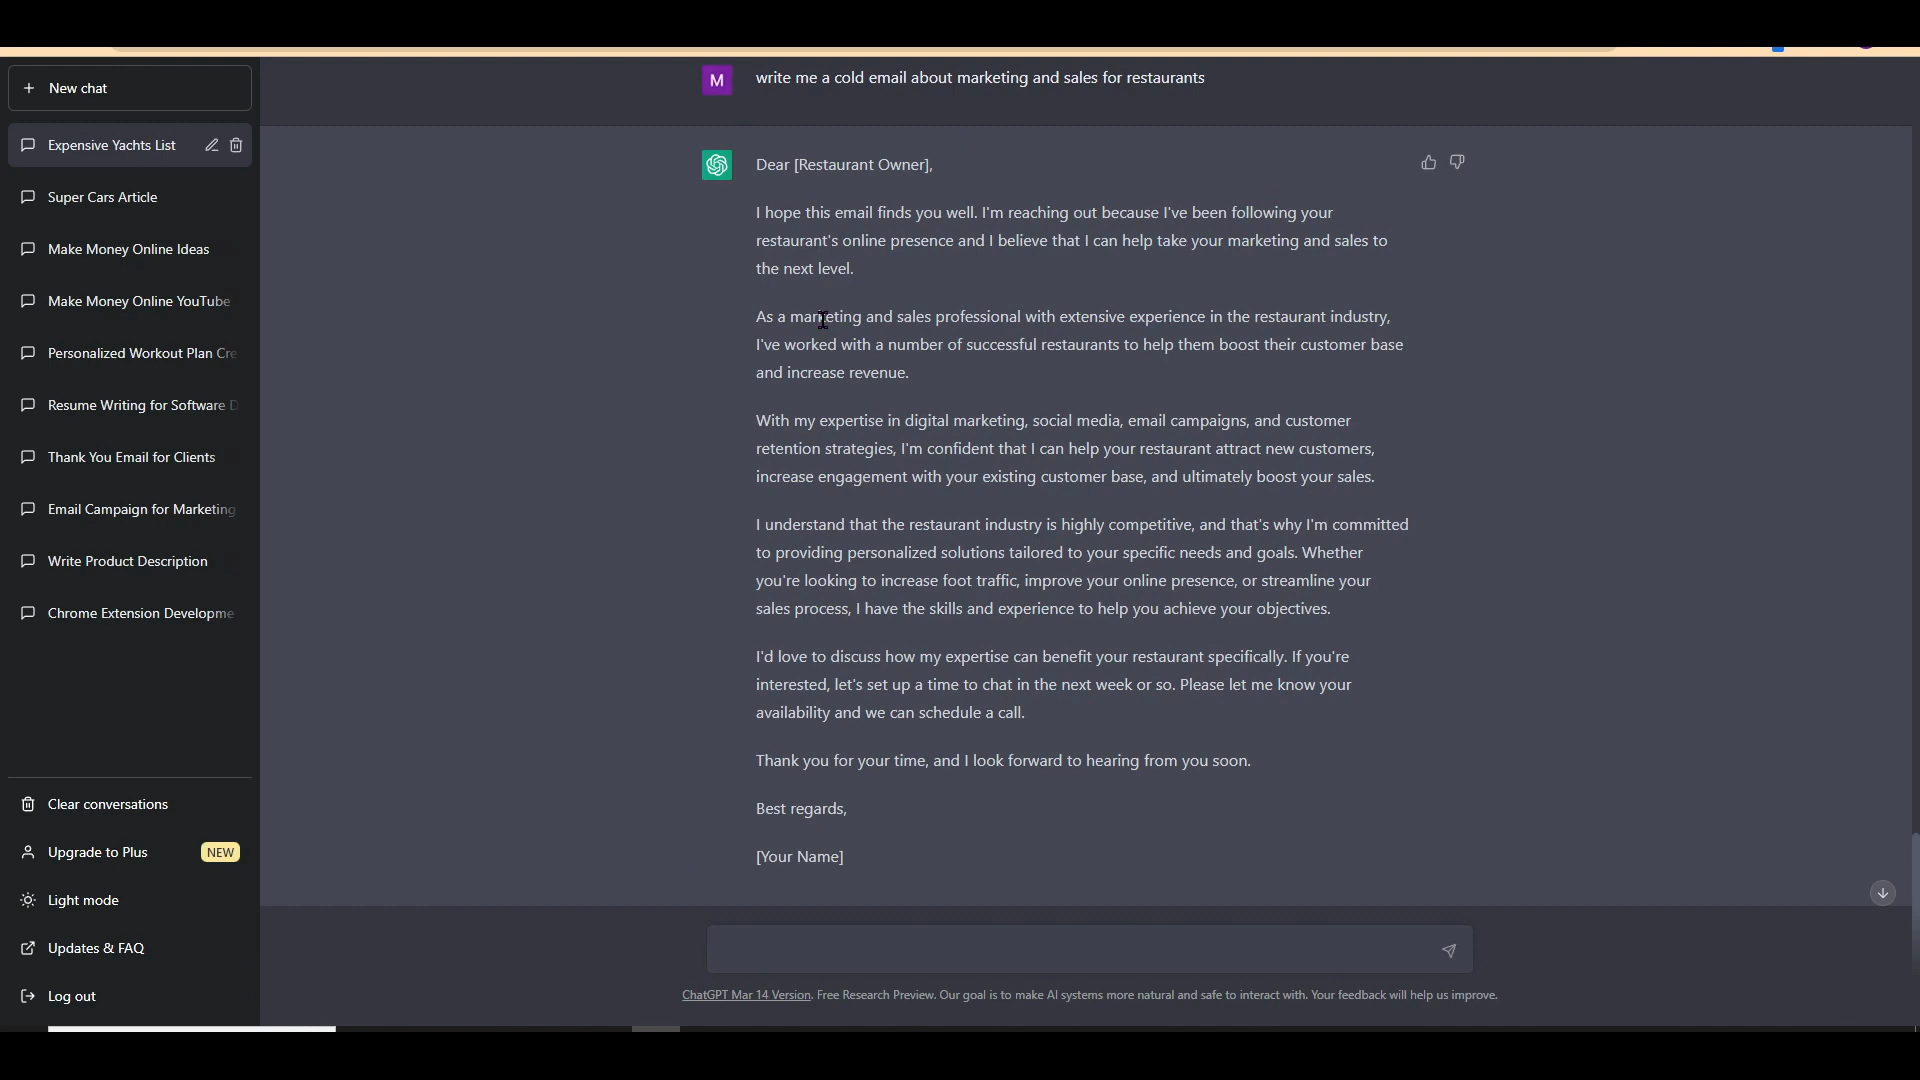 New chat
Expensive Yachts List
Super Cars Article
Make Money Online Ideas
Make Money Online YouTube
Personalized Workout Plan Cre
Resume Writing for Software D
Thank You Email for Clients
Email Campaign for Marketing
Write Product Description
Chrome Extension Developme
Clear conversations
Upgrade to Plus NEW
Light mode
Updates & FAQ
Log out
M write me a cold email about marketing and sales for restaurants
Dear [Restaurant Owner],
I hope this email finds you well. I'm reaching out because I've been following your
restaurant's online presence and I believe that I can help take your marketing and sales to
the next level.
As a marketing and sales professional with extensive experience in the restaurant industry,
I've worked with a number of successful restaurants to help them boost their customer base
and increase revenue.
With my expertise in digital marketing, social media, email campaigns, and customer
retention strategies, I'm confident that I can help your restaurant attract new customers,
increase engagement with your existing customer base, and ultimately boost your sales.
I understand that the restaurant industry is highly competitive, and that's why I'm committed
to providing personalized solutions tailored to your specific needs and goals. Whether
you're looking to increase foot traffic, improve your online presence, or streamline your
sales process, I have the skills and experience to help you achieve your objectives.
I'd love to discuss how my expertise can benefit your restaurant specifically. If you're
interested, let's set up a time to chat in the next week or so. Please let me know your
availability and we can schedule a call.
Thank you for your time, and I look forward to hearing from you soon.
Best regards,
[Your Name]
ChatGPT Mar 14 Version. Free Research Preview. Our goal is to make AI systems more natural and safe to interact with. Your feedback will help us improve.